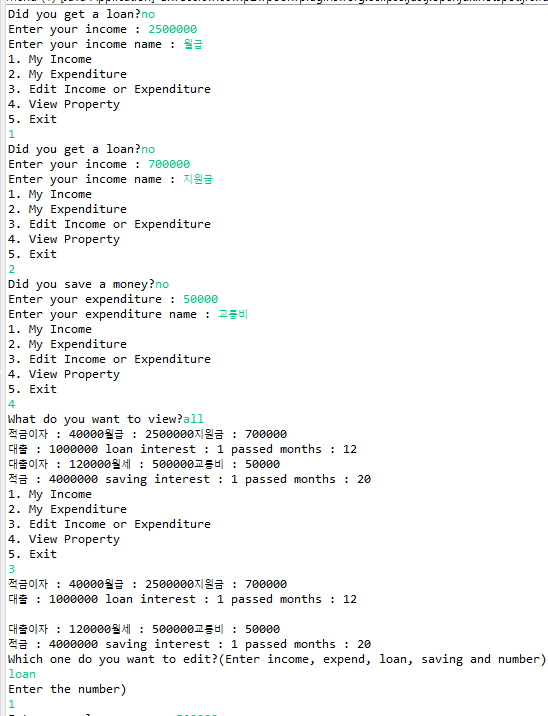 Did you get a loan?no
Enter your income : 2500000
Enter your income name : 월급
1. My Income
2. My Expenditure
3. Edit Income or Expenditure
4. View Property
5. Exit
1
Did you get a loan?no
Enter your income : 700000
Enter your income name : 지원금
1. My Income
2. My Expenditure
3. Edit Income or Expenditure
4. View Property
5. Exit
2
Did you save a money?no
Enter your expenditure : 50000
Enter your expenditure name : 교통비
1. My Income
2. My Expenditure
3. Edit Income or Expenditure
4. View Property
5. Exit
4
What do you want to view?all
적금이자 : 40000월급 : 2500000지원금 : 700000
대출 : 1000000 loan interest : 1 passed months : 12
대출이자 : 120000월세 : 500000교통비 : 50000
적금 : 4000000 saving interest : 1 passed months : 20
1. My Income
2. My Expenditure
3. Edit Income or Expenditure
4. View Property
5. Exit
3
적금이자 : 40000월급 : 2500000지원금 : 700000
대출 : 1000000 loan interest : 1 passed months : 12
대출이자 : 120000월세 : 500000교통비 : 50000
적금 : 4000000 saving interest : 1 passed months : 20
Which one do you want to edit?(Enter income, expend, loan, saving and number)
loan
Enter the number)
1